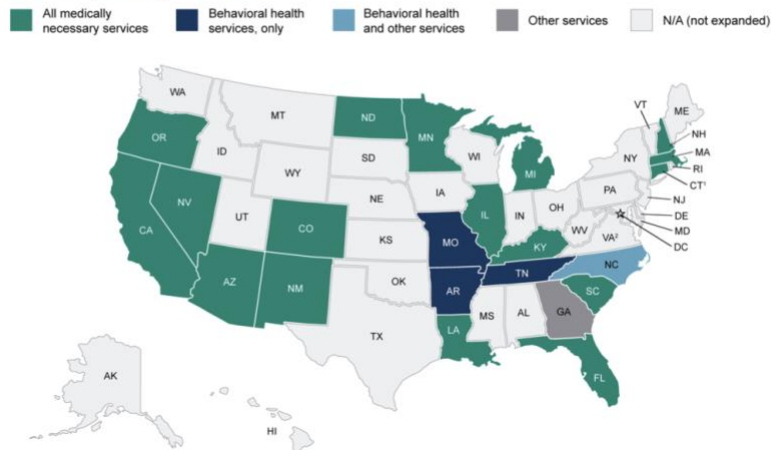 All medically
necessary services
Behavioral health
services, only
Behavioral health
and other services
Other services
N/A (not expanded)
WA
MT
ND
MN
VT
ME
OR
ID
SD
WI
MI
NY
NH
MA
RI
CT¹
WY
NE
IA
PA
NJ
NV
UT
CO
IL
IN
OH
DE
MD
DC
CA
KS
MO
KY
WV
VA²
AZ
NM
OK
AR
TN
NC
SC
TX
LA
MS
AL
GA
FL
AK
HI